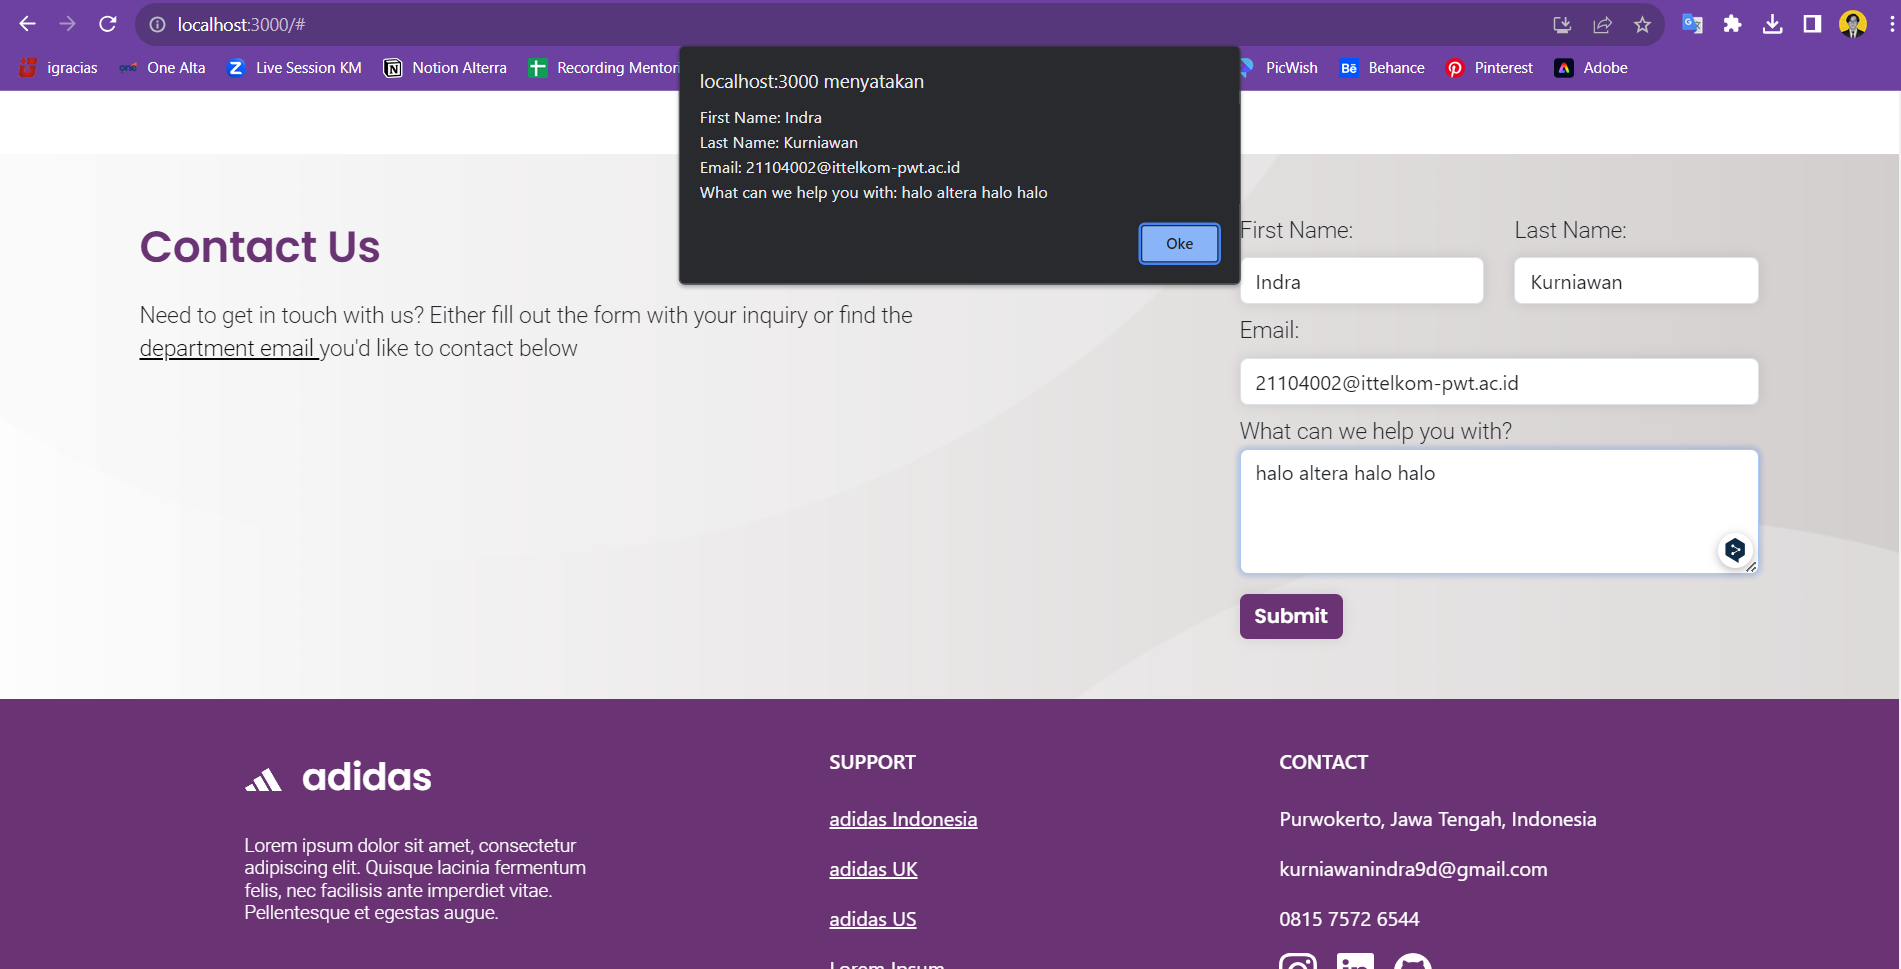 localhost:3000/#
igracias
One Alta
Live Session KM
Notion Alterra
Recording Mentori
PicWish
Behance
Pinterest
Adobe
localhost:3000 menyatakan
First Name: Indra
Last Name: Kurniawan
Email: 21104002@ittelkom-pwt.ac.id
What can we help you with: halo altera halo halo
Oke
Contact Us
Need to get in touch with us? Either fill out the form with your inquiry or find the
department email you'd like to contact below
First Name:
Last Name:
Indra
Kurniawan
Email:
21104002@ittelkom-pwt.ac.id
What can we help you with?
halo altera halo halo
Submit
adidas
Lorem ipsum dolor sit amet, consectetur
adipiscing elit. Quisque lacinia fermentum
felis, nec facilisis ante imperdiet vitae.
Pellentesque et egestas augue.
SUPPORT
adidas Indonesia
adidas UK
adidas US
Lorem Ipsum
CONTACT
Purwokerto, Jawa Tengah, Indonesia
kurniawanindra9d@gmail.com
0815 7572 6544